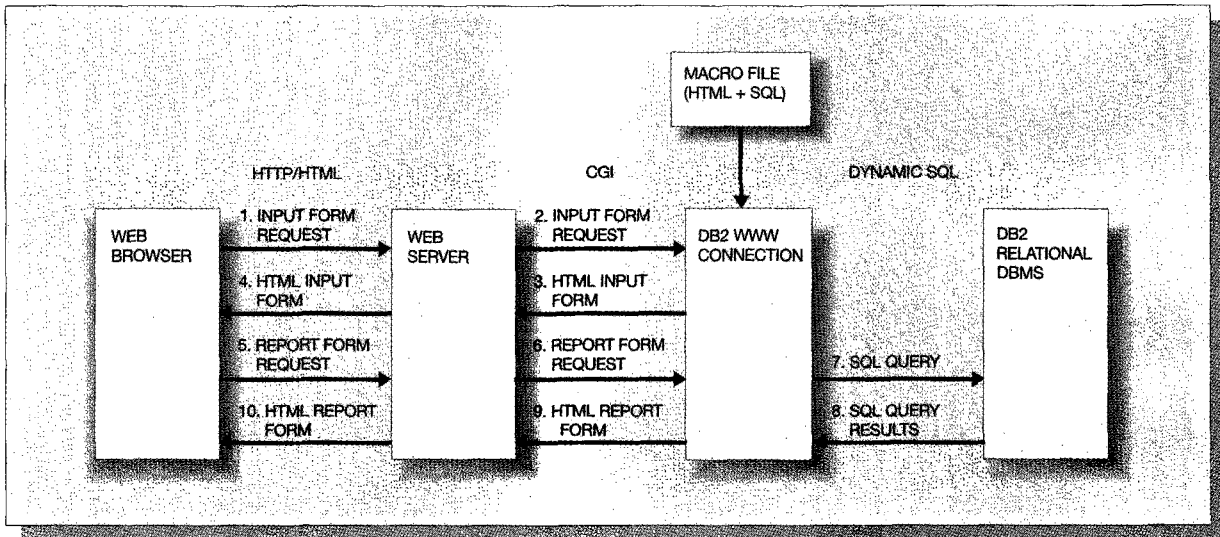 MACRO FILE
(HTML + SQL)
HTTP/HTML
CGI
DYNAMIC SQL
WEB
BROWSER
1. INPUT FORM
REQUEST
WEB
SERVER
2. INPUT FORM
REQUEST
DB2 WWW
CONNECTION
DB2
RELATIONAL
DBMS
4. HTML INPUT
FORM
3. HTML INPUT
FORM
5. REPORT FORM
REQUEST
6. REPORT FORM
REQUEST
7. SQL QUERY
10. HTML REPORT
FORM
9. HTML REPORT
FORM
8. SQL QUERY
RESULTS